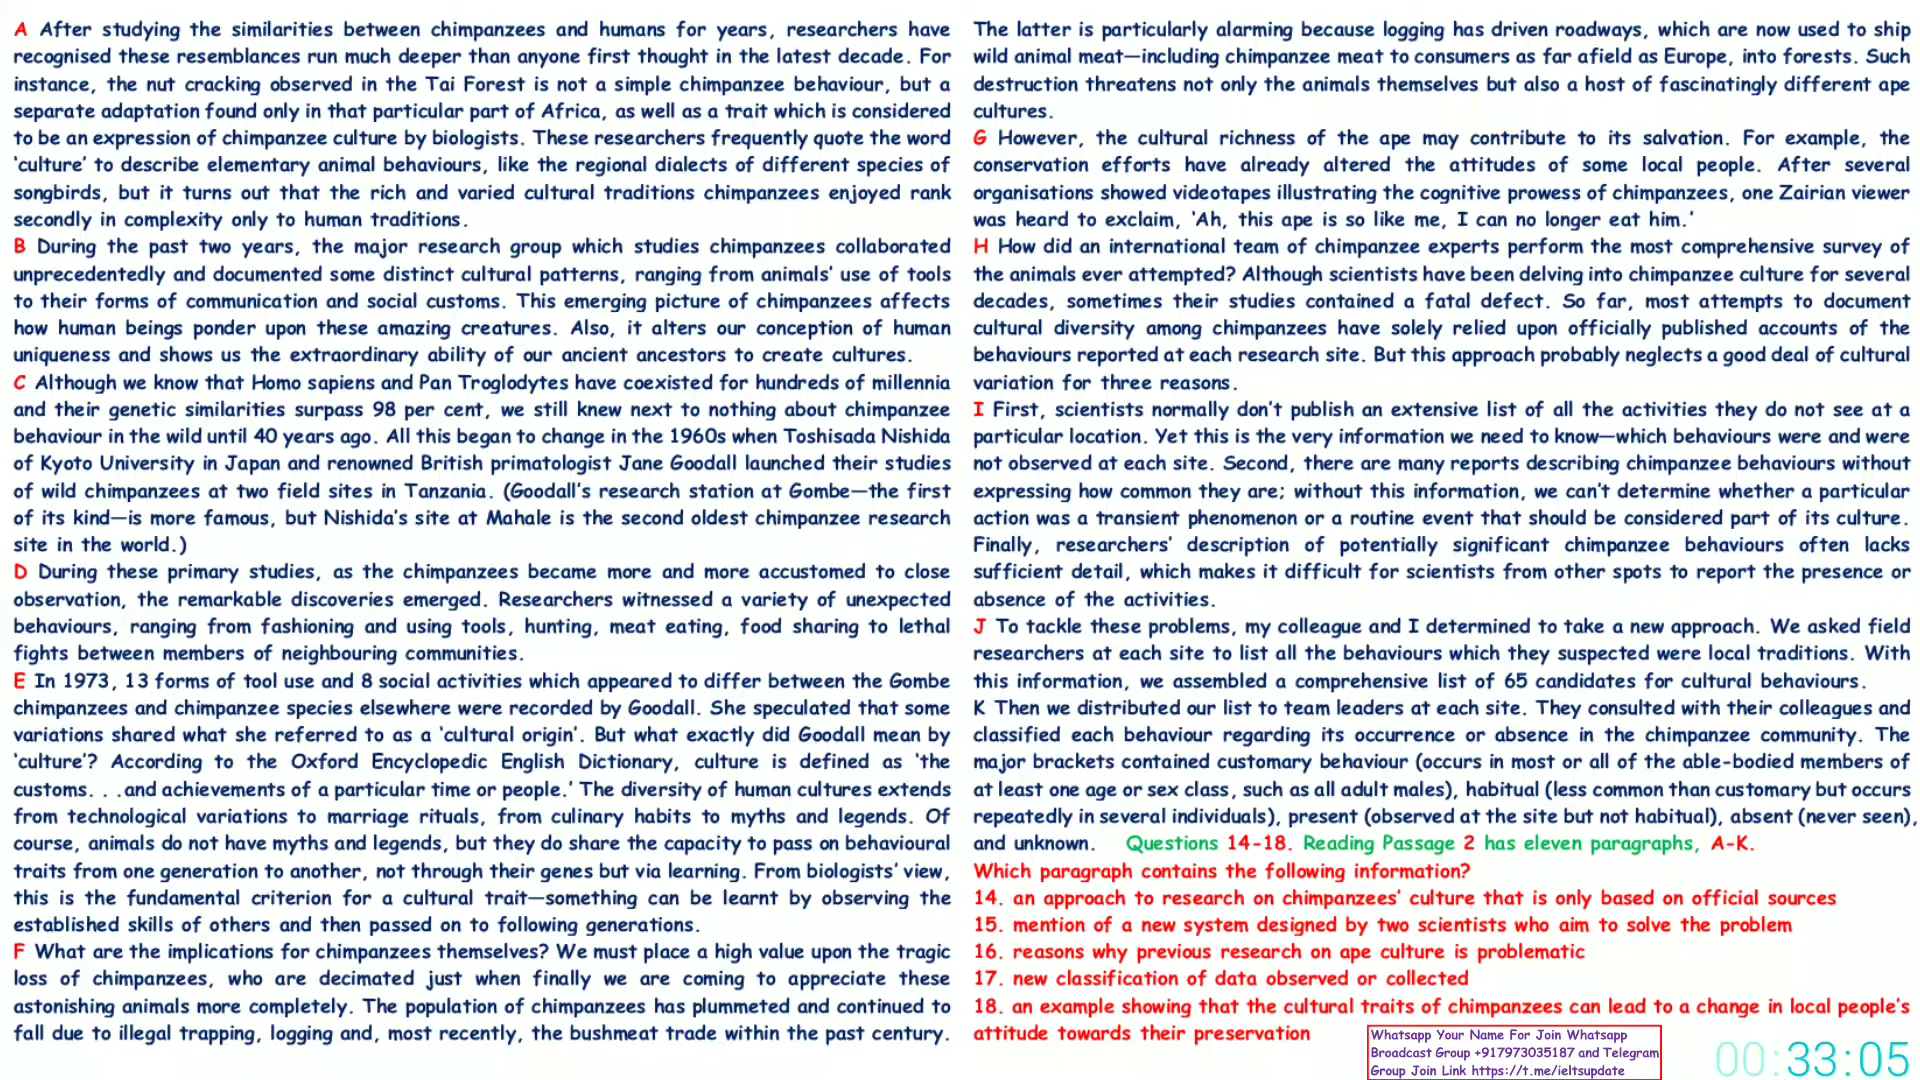 A After studying the similarities between chimpanzees and humans for years, researchers have
recognised these resemblances run much deeper than anyone first thought in the latest decade. For
instance, the nut cracking observed in the Tai Forest is not a simple chimpanzee behaviour, but a
separate adaptation found only in that particular part of Africa, as well as a trait which is considered
to be an expression of chimpanzee culture by biologists. These researchers frequently quote the word
'culture' to describe elementary animal behaviours, like the regional dialects of different species of
songbirds, but it turns out that the rich and varied cultural traditions chimpanzees enjoyed rank
secondly in complexity only to human traditions.
B During the past two years, the major research group which studies chimpanzees collaborated
unprecedentedly and documented some distinct cultural patterns, ranging from animals' use of tools
to their forms of communication and social customs. This emerging picture of chimpanzees affects
how human beings ponder upon these amazing creatures. Also, it alters our conception of human
uniqueness and shows us the extraordinary ability of our ancient ancestors to create cultures.
C Although we know that Homo sapiens and Pan Troglodytes have coexisted for hundreds of millennia
and their genetic similarities surpass 98 per cent, we still knew next to nothing about chimpanzee
behaviour in the wild until 40 years ago. All this began to change in the 1960s when Toshisada Nishida
of Kyoto University in Japan and renowned British primatologist Jane Goodall launched their studies
of wild chimpanzees at two field sites in Tanzania. (Goodall's research station at Gombe—the first
of its kind—is more famous, but Nishida's site at Mahale is the second oldest chimpanzee research
site in the world.)
D During these primary studies, as the chimpanzees became more and more accustomed to close
observation, the remarkable discoveries emerged. Researchers witnessed a variety of unexpected
behaviours, ranging from fashioning and using tools, hunting, meat eating, food sharing to lethal
fights between members of neighbouring communities.
E In 1973, 13 forms of tool use and 8 social activities which appeared to differ between the Gombe
chimpanzees and chimpanzee species elsewhere were recorded by Goodall. She speculated that some
variations shared what she referred to as a 'cultural origin'. But what exactly did Goodall mean by
'culture'? According to the Oxford Encyclopedic English Dictionary, culture is defined as 'the
customs. . .and achievements of a particular time or people.' The diversity of human cultures extends
from technological variations to marriage rituals, from culinary habits to myths and legends. Of
course, animals do not have myths and legends, but they do share the capacity to pass on behavioural
traits from one generation to another, not through their genes but via learning. From biologists' view,
this is the fundamental criterion for a cultural trait—something can be learnt by observing the
established skills of others and then passed on to following generations.
F What are the implications for chimpanzees themselves? We must place a high value upon the tragic
loss of chimpanzees, who are decimated just when finally we are coming to appreciate these
astonishing animals more completely. The population of chimpanzees has plummeted and continued to
fall due to illegal trapping, logging and, most recently, the bushmeat trade within the past century.
The latter is particularly alarming because logging has driven roadways, which are now used to ship
wild animal meat—including chimpanzee meat to consumers as far afield as Europe, into forests. Such
destruction threatens not only the animals themselves but also a host of fascinatingly different ape
cultures.
G However, the cultural richness of the ape may contribute to its salvation. For example, the
conservation efforts have already altered the attitudes of some local people. After several
organisations showed videotapes illustrating the cognitive prowess of chimpanzees, one Zairian viewer
was heard to exclaim, 'Ah, this ape is so like me, I can no longer eat him.'
H How did an international team of chimpanzee experts perform the most comprehensive survey of
the animals ever attempted? Although scientists have been delving into chimpanzee culture for several
decades, sometimes their studies contained a fatal defect. So far, most attempts to document
cultural diversity among chimpanzees have solely relied upon officially published accounts of the
behaviours reported at each research site. But this approach probably neglects a good deal of cultural
variation for three reasons.
I First, scientists normally don't publish an extensive list of all the activities they do not see at a
particular location. Yet this is the very information we need to know—which behaviours were and were
not observed at each site. Second, there are many reports describing chimpanzee behaviours without
expressing how common they are; without this information, we can't determine whether a particular
action was a transient phenomenon or a routine event that should be considered part of its culture.
Finally, researchers' description of potentially significant chimpanzee behaviours often lacks
sufficient detail, which makes it difficult for scientists from other spots to report the presence or
absence of the activities.
J To tackle these problems, my colleague and I determined to take a new approach. We asked field
researchers at each site to list all the behaviours which they suspected were local traditions. With
this information, we assembled a comprehensive list of 65 candidates for cultural behaviours.
K Then we distributed our list to team leaders at each site. They consulted with their colleagues and
classified each behaviour regarding its occurrence or absence in the chimpanzee community. The
major brackets contained customary behaviour (occurs in most or all of the able-bodied members of
at least one age or sex class, such as all adult males), habitual (less common than customary but occurs
repeatedly in several individuals), present (observed at the site but not habitual), absent (never seen),
and unknown. Questions 14-18. Reading Passage 2 has eleven paragraphs, A-K.
Which paragraph contains the following information?
14. an approach to research on chimpanzees' culture that is only based on official sources
15. mention of a new system designed by two scientists who aim to solve the problem
16. reasons why previous research on ape culture is problematic
17. new classification of data observed or collected
18. an example showing that the cultural traits of chimpanzees can lead to a change in local people's
attitude towards their preservation
Whatsapp Your Name For Join Whatsapp
Broadcast Group +917973035187 and Telegram
Group Join Link https://t.me/ieltsupdate
00:33:05